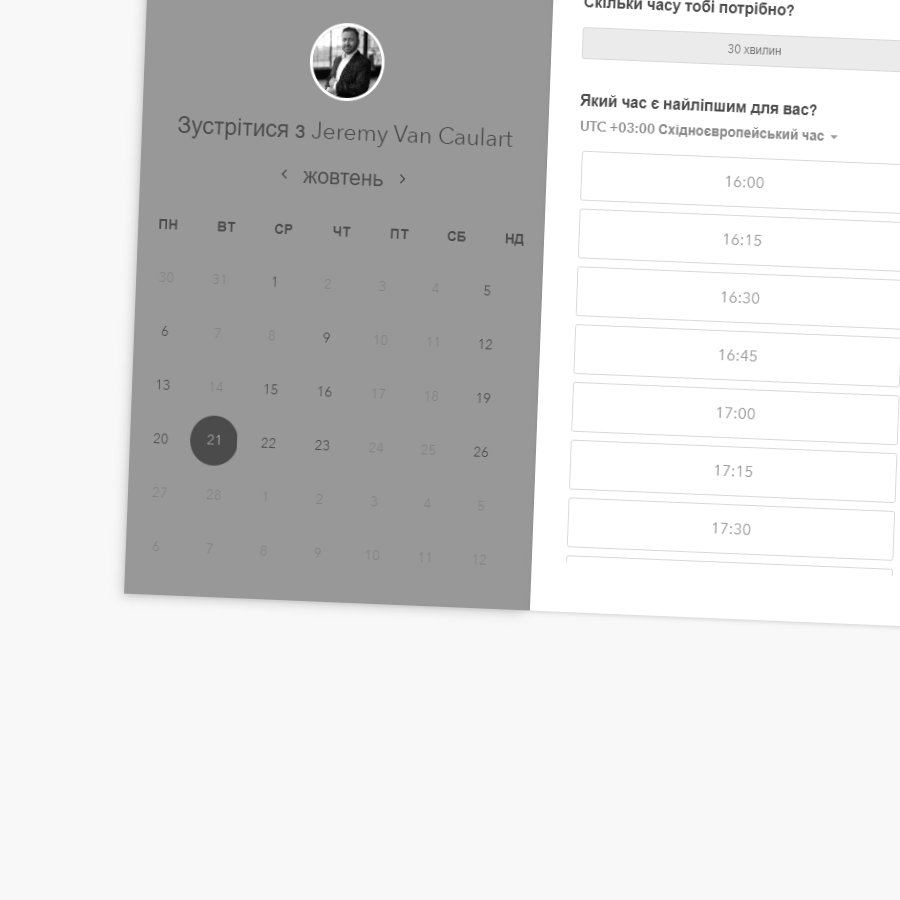 Зустрітися з Jeremy Van Caulart
‹ жовтень ›
ПН ВТ СР ЧТ ПТ СБ НД
30 31 1 2 3 4 5
6 7 8 9 10 11 12
13 14 15 16 17 18 19
20 21 22 23 24 25 26
27 28 1 2 3 4 5
6 7 8 9 10 11 12
Скільки часу тобі потрібно?
30 хвилин
Який час є найліпшим для вас?
UTC +03:00 Східноєвропейський час
16:00
16:15
16:30
16:45
17:00
17:15
17:30